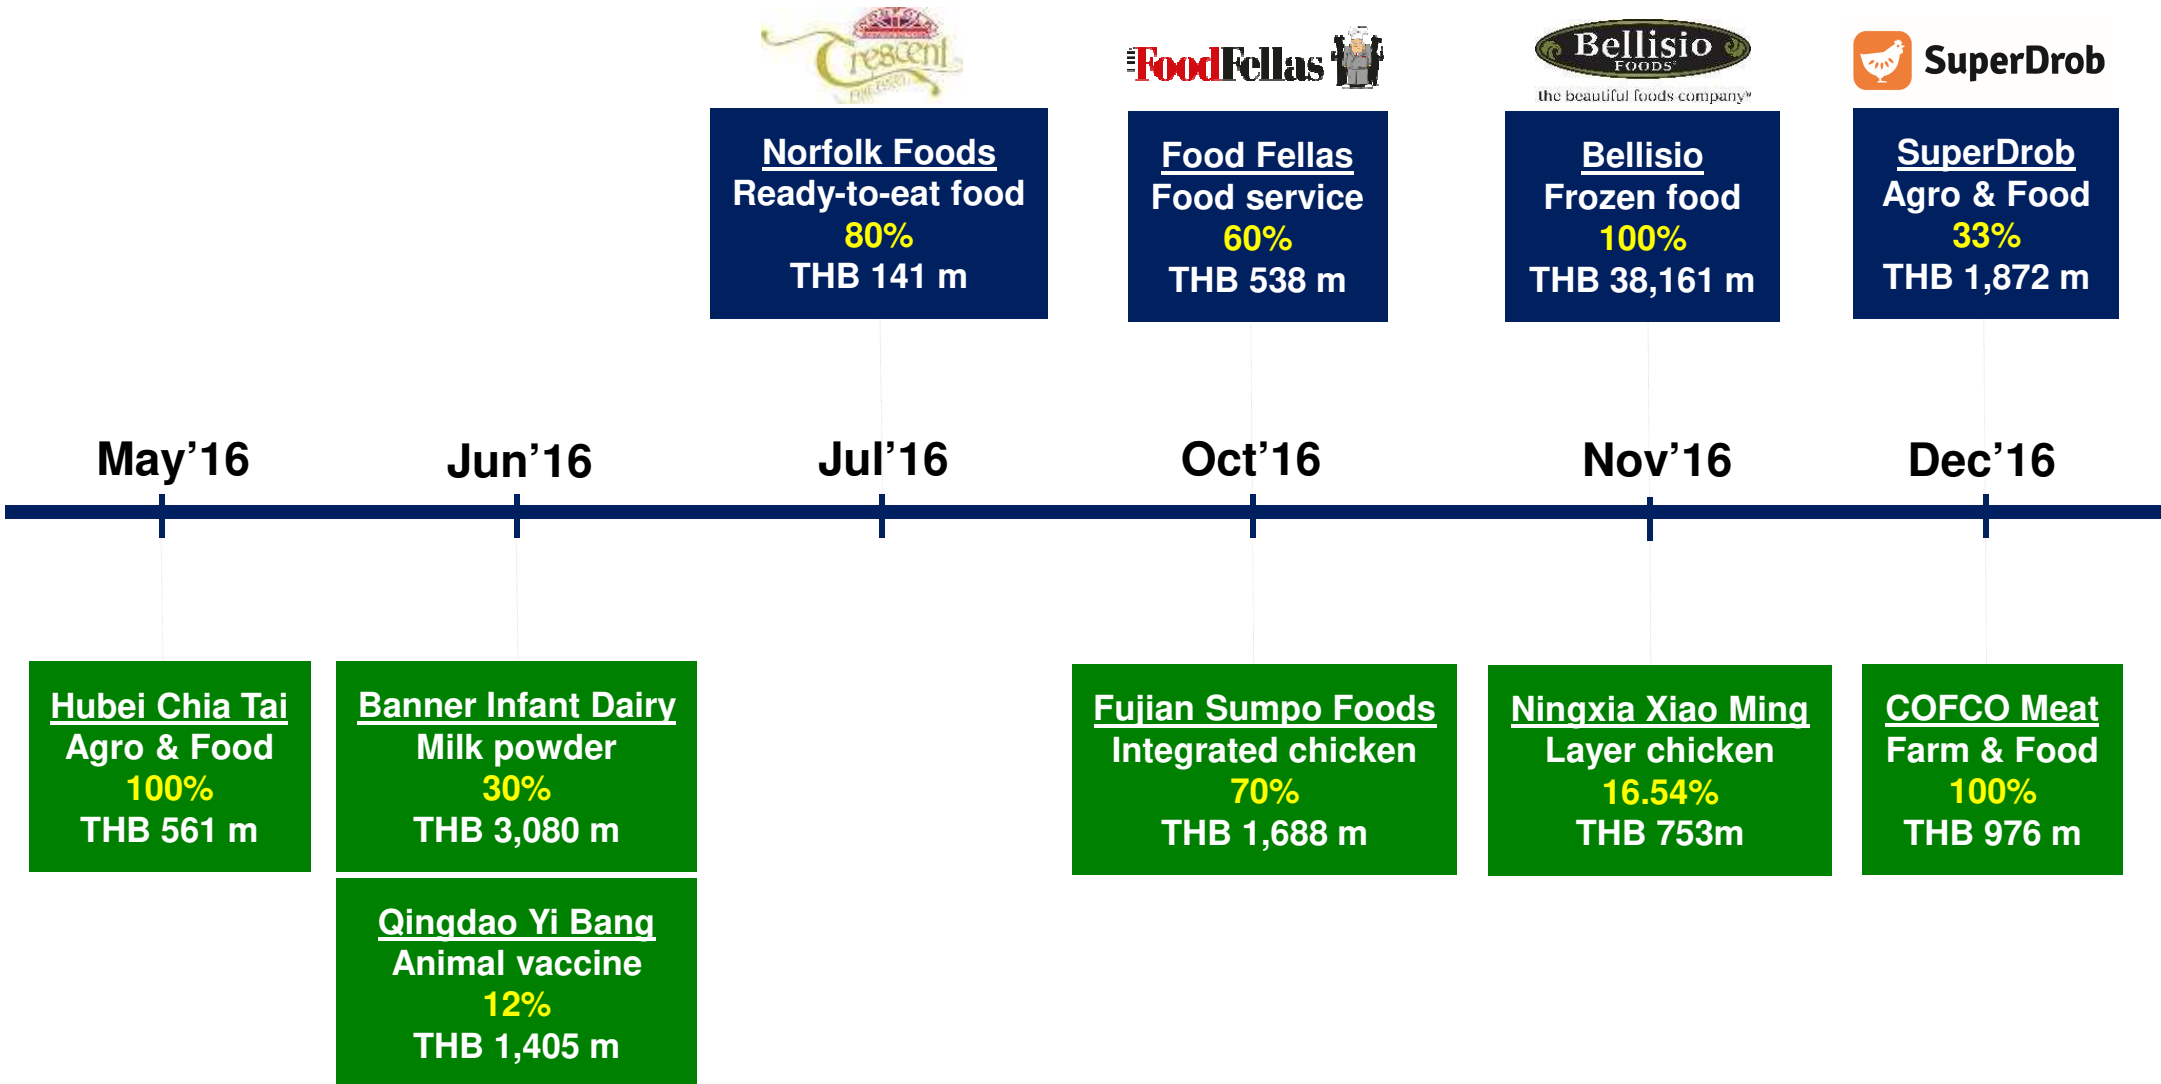 Crescent
FoodFellas
Bellisio
FOODS
the beautiful foods company
SuperDrob
Norfolk Foods
Ready-to-eat food
80%
THB 141 m
Food Fellas
Food service
60%
THB 538 m
Bellisio
Frozen food
100%
THB 38,161 m
SuperDrob
Agro & Food
33%
THB 1,872 m
May’16
Jun’16
Jul’16
Oct’16
Nov’16
Dec’16
Hubei Chia Tai
Agro & Food
100%
THB 561 m
Banner Infant Dairy
Milk powder
30%
THB 3,080 m
Qingdao Yi Bang
Animal vaccine
12%
THB 1,405 m
Fujian Sumpo Foods
Integrated chicken
70%
THB 1,688 m
Ningxia Xiao Ming
Layer chicken
16.54%
THB 753m
COFCO Meat
Farm & Food
100%
THB 976 m